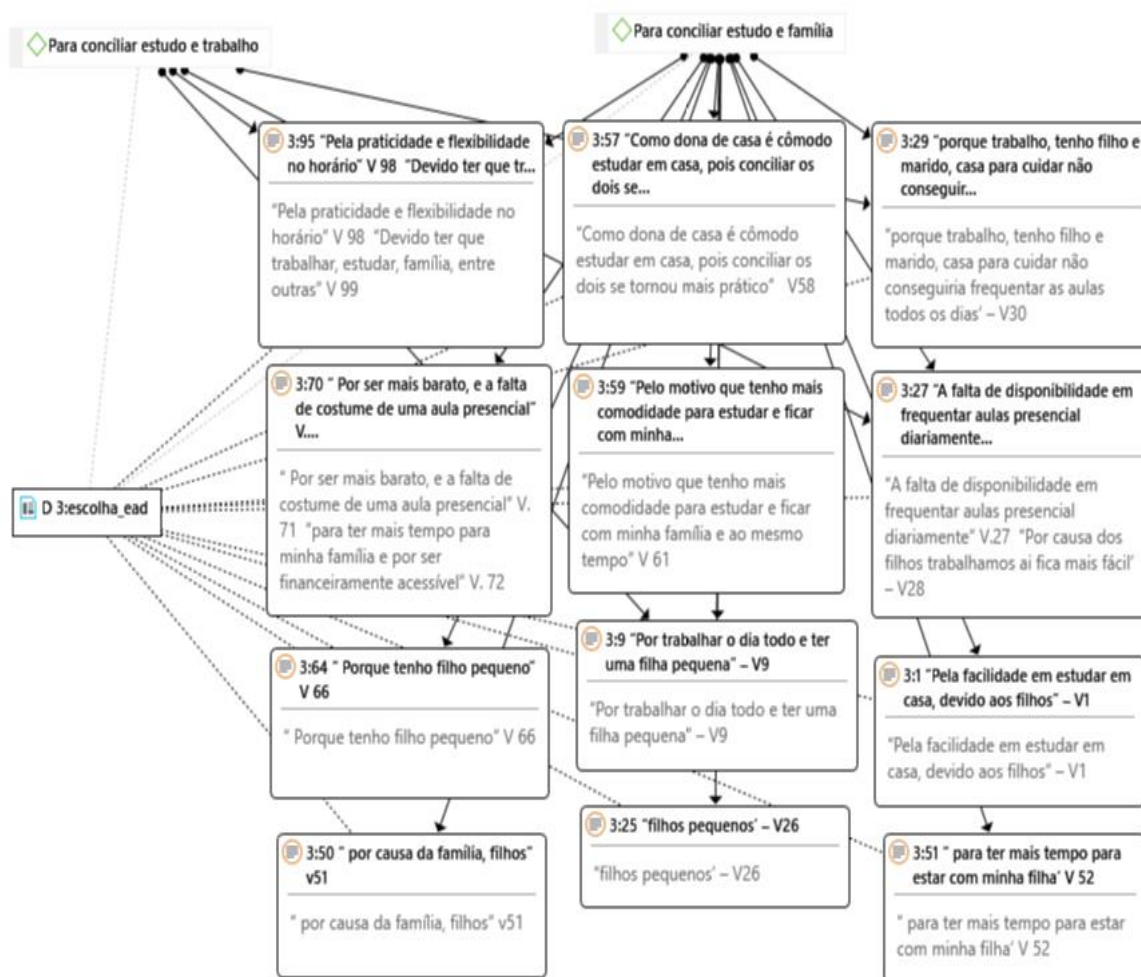 Para conciliar estudo e trabalho
Para conciliar estudo e família
3:95 “Pela praticidade e flexibilidade
no horário” V 98 “Devido ter que tr...
“Pela praticidade e flexibilidade no
horário” V 98 “Devido ter que
trabalhar, estudar, família, entre
outras” V 99
3:57 “Como dona de casa é cômodo
estudar em casa, pois conciliar os
dois se...
“Como dona de casa é cômodo
estudar em casa, pois conciliar os
dois se tornou mais prático” V58
3:29 “porque trabalho, tenho filho e
marido, casa para cuidar não
conseguir...
“porque trabalho, tenho filho e
marido, casa para cuidar não
conseguiria frequentar as aulas
todos os dias’ – V30
3:70 “ Por ser mais barato, e a falta
de costume de uma aula presencial”
V....
“ Por ser mais barato, e a falta de
costume de uma aula presencial” V.
71 “para ter mais tempo para
minha família e por ser
financeiramente acessível” V. 72
3:59 “Pelo motivo que tenho mais
comodidade para estudar e ficar
com minha...
“Pelo motivo que tenho mais
comodidade para estudar e ficar
com minha família e ao mesmo
tempo” V 61
3:27 “A falta de disponibilidade em
frequentar aulas presencial
diariamente...
“A falta de disponibilidade em
frequentar aulas presencial
diariamente” V.27 “Por causa dos
filhos trabalhamos ai fica mais fácil’
– V28
D 3:escolha_ead
3:64 “ Porque tenho filho pequeno”
V 66
“ Porque tenho filho pequeno” V 66
3:9 “Por trabalhar o dia todo e ter
uma filha pequena” – V9
“Por trabalhar o dia todo e ter uma
filha pequena” – V9
3:1 “Pela facilidade em estudar em
casa, devido aos filhos” – V1
“Pela facilidade em estudar em
casa, devido aos filhos” – V1
3:50 “ por causa da família, filhos”
v51
“ por causa da família, filhos” v51
3:25 “filhos pequenos’ – V26
“filhos pequenos’ – V26
3:51 “ para ter mais tempo para
estar com minha filha’ V 52
“ para ter mais tempo para estar
com minha filha’ V 52